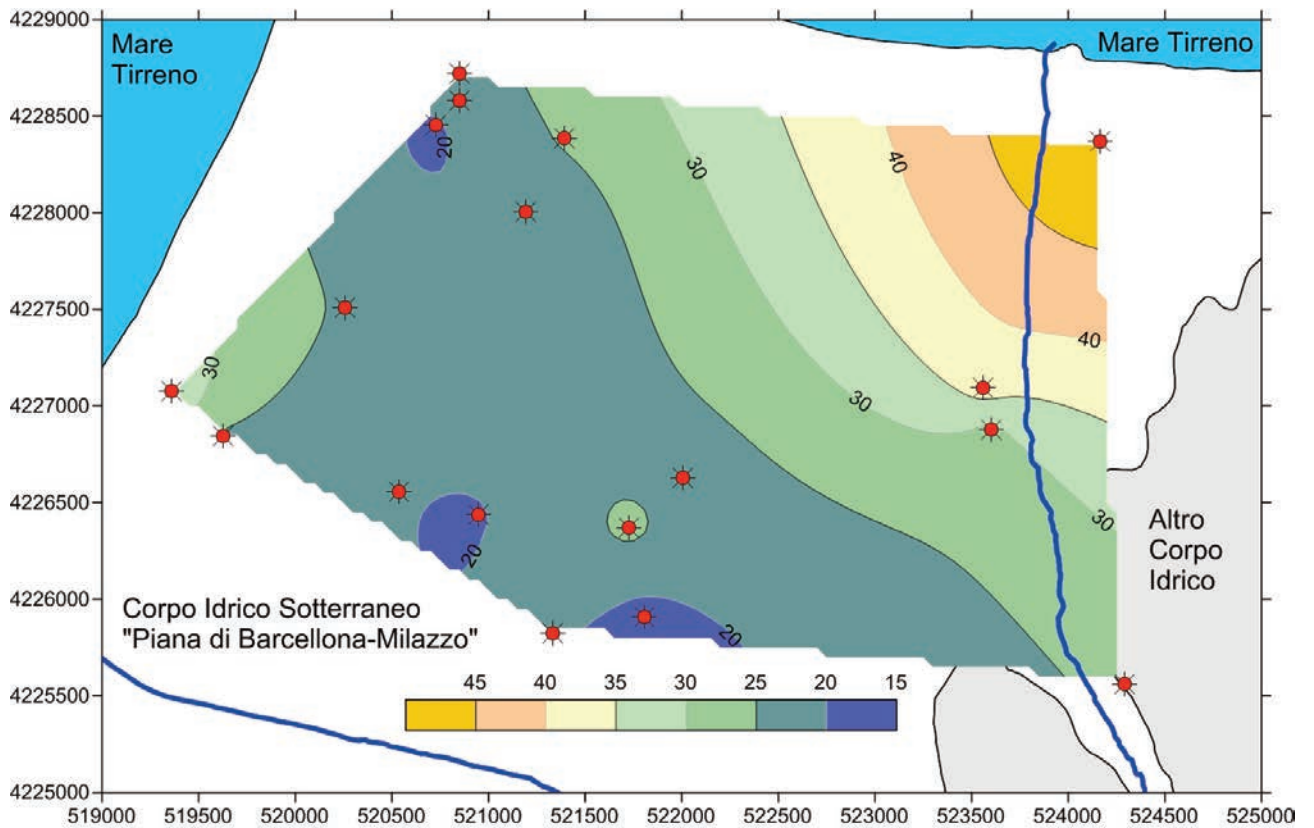 4229000
Mare
Tirreno
Mare Tirreno
4228500
20
30
40
4228000
4227500
40
30
4227000
30
4226500
30
20
Altro
Corpo
Idrico
4226000
Corpo Idrico Sotterraneo
"Piana di Barcellona-Milazzo"
20
45 40 35 30 25 20 15
4225500
4225000
519000 519500 520000 520500 521000 521500 522000 522500 523000 523500 524000 524500 525000